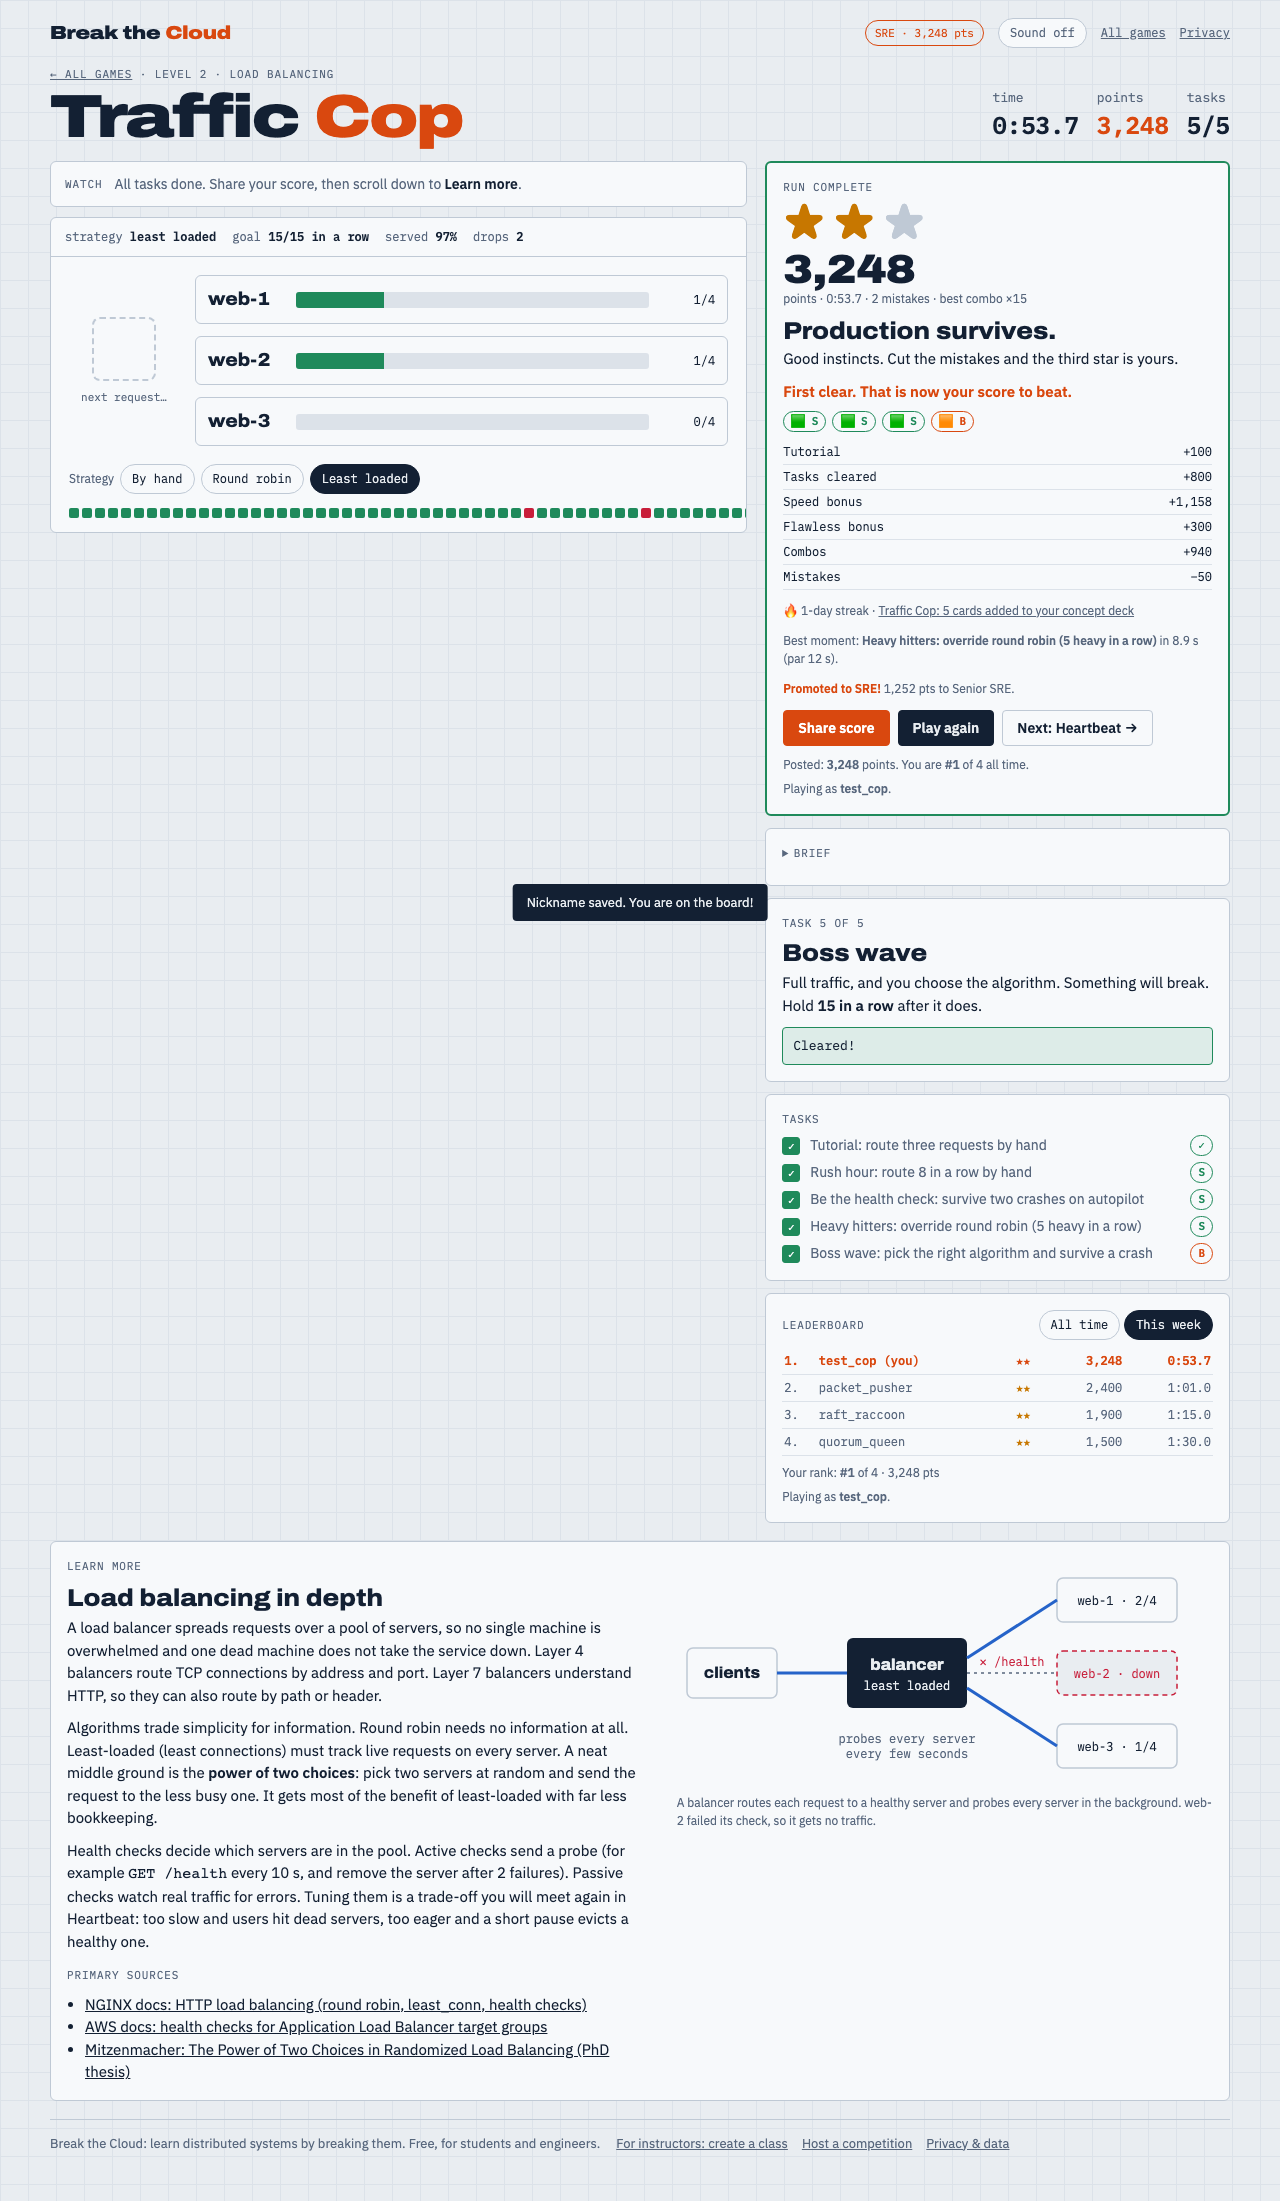 Break the Cloud
SRE · 3,248 pts
Sound off
All games
Privacy
← ALL GAMES · LEVEL 2 · LOAD BALANCING
Traffic Cop
time
0:53.7
points
3,248
tasks
5/5
WATCH All tasks done. Share your score, then scroll down to Learn more.
strategy least loaded goal 15/15 in a row served 97% drops 2
next request…
web-1 1/4
web-2 1/4
web-3 0/4
Strategy By hand Round robin Least loaded
RUN COMPLETE
3,248
points · 0:53.7 · 2 mistakes · best combo ×15
Production survives.
Good instincts. Cut the mistakes and the third star is yours.
First clear. That is now your score to beat.
S S S B
Tutorial +100
Tasks cleared +800
Speed bonus +1,158
Flawless bonus +300
Combos +940
Mistakes −50
🔥 1-day streak · Traffic Cop: 5 cards added to your concept deck
Best moment: Heavy hitters: override round robin (5 heavy in a row) in 8.9 s
(par 12 s).
Promoted to SRE! 1,252 pts to Senior SRE.
Share score Play again Next: Heartbeat →
Posted: 3,248 points. You are #1 of 4 all time.
Playing as test_cop.
▶ BRIEF
Nickname saved. You are on the board!
TASK 5 OF 5
Boss wave
Full traffic, and you choose the algorithm. Something will break.
Hold 15 in a row after it does.
Cleared!
TASKS
✓ Tutorial: route three requests by hand ✓
✓ Rush hour: route 8 in a row by hand S
✓ Be the health check: survive two crashes on autopilot S
✓ Heavy hitters: override round robin (5 heavy in a row) S
✓ Boss wave: pick the right algorithm and survive a crash B
LEADERBOARD All time This week
1. test_cop (you) ★★ 3,248 0:53.7
2. packet_pusher ★★ 2,400 1:01.0
3. raft_raccoon ★★ 1,900 1:15.0
4. quorum_queen ★★ 1,500 1:30.0
Your rank: #1 of 4 · 3,248 pts
Playing as test_cop.
LEARN MORE
Load balancing in depth
A load balancer spreads requests over a pool of servers, so no single machine is
overwhelmed and one dead machine does not take the service down. Layer 4
balancers route TCP connections by address and port. Layer 7 balancers understand
HTTP, so they can also route by path or header.
Algorithms trade simplicity for information. Round robin needs no information at all.
Least-loaded (least connections) must track live requests on every server. A neat
middle ground is the power of two choices: pick two servers at random and send the
request to the less busy one. It gets most of the benefit of least-loaded with far less
bookkeeping.
Health checks decide which servers are in the pool. Active checks send a probe (for
example GET /health every 10 s, and remove the server after 2 failures). Passive
checks watch real traffic for errors. Tuning them is a trade-off you will meet again in
Heartbeat: too slow and users hit dead servers, too eager and a short pause evicts a
healthy one.
PRIMARY SOURCES
• NGINX docs: HTTP load balancing (round robin, least_conn, health checks)
• AWS docs: health checks for Application Load Balancer target groups
• Mitzenmacher: The Power of Two Choices in Randomized Load Balancing (PhD
thesis)
clients
balancer
least loaded
× /health
web-1 · 2/4
web-2 · down
web-3 · 1/4
probes every server
every few seconds
A balancer routes each request to a healthy server and probes every server in the background. web-
2 failed its check, so it gets no traffic.
Break the Cloud: learn distributed systems by breaking them. Free, for students and engineers. For instructors: create a class Host a competition Privacy & data